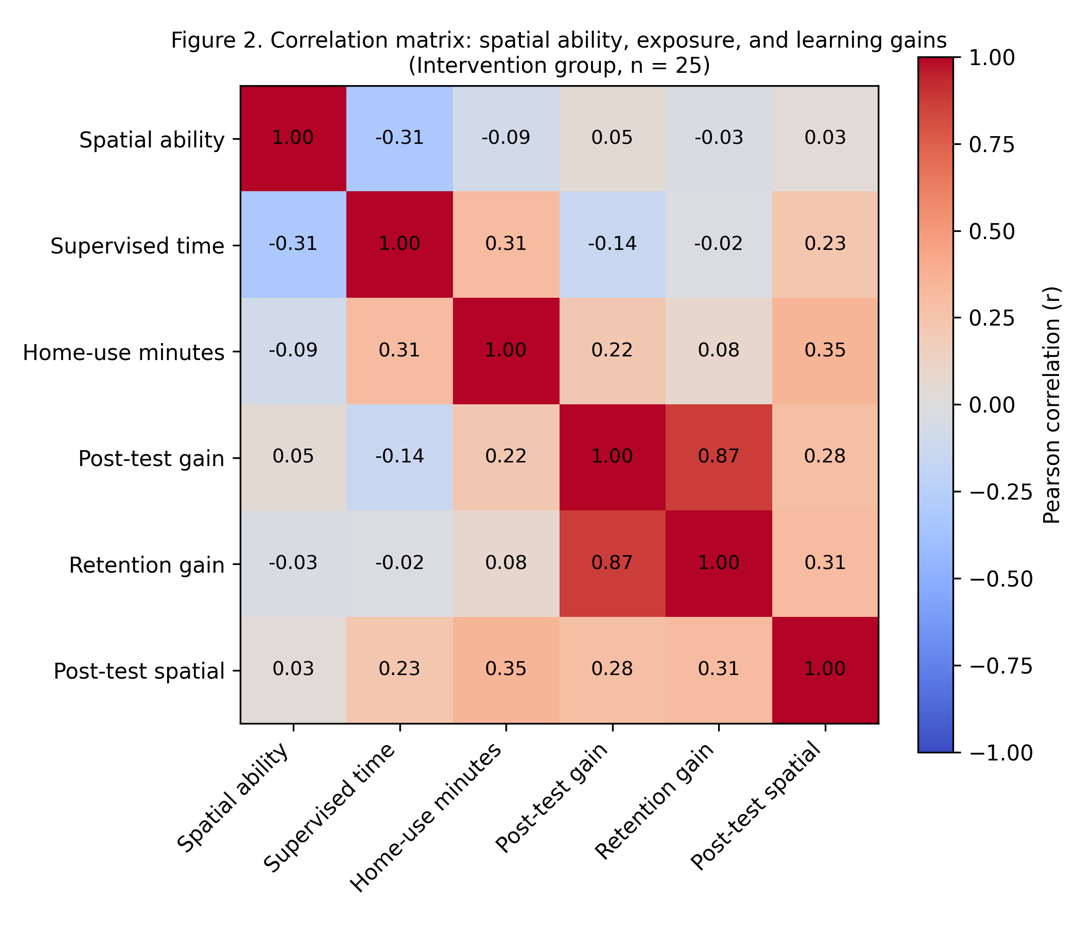 Figure 2. Correlation matrix: spatial ability, exposure, and learning gains
(Intervention group, n = 25)
Spatial ability 1.00 -0.31 -0.09 0.05 -0.03 0.03
Supervised time -0.31 1.00 0.31 -0.14 -0.02 0.23
Home-use minutes -0.09 0.31 1.00 0.22 0.08 0.35
Post-test gain 0.05 -0.14 0.22 1.00 0.87 0.28
Retention gain -0.03 -0.02 0.08 0.87 1.00 0.31
Post-test spatial 0.03 0.23 0.35 0.28 0.31 1.00
Spatial ability
Supervised time
Home-use minutes
Post-test gain
Retention gain
Post-test spatial
1.00
0.75
0.50
0.25
0.00
−0.25
−0.50
−0.75
−1.00
Pearson correlation (r)